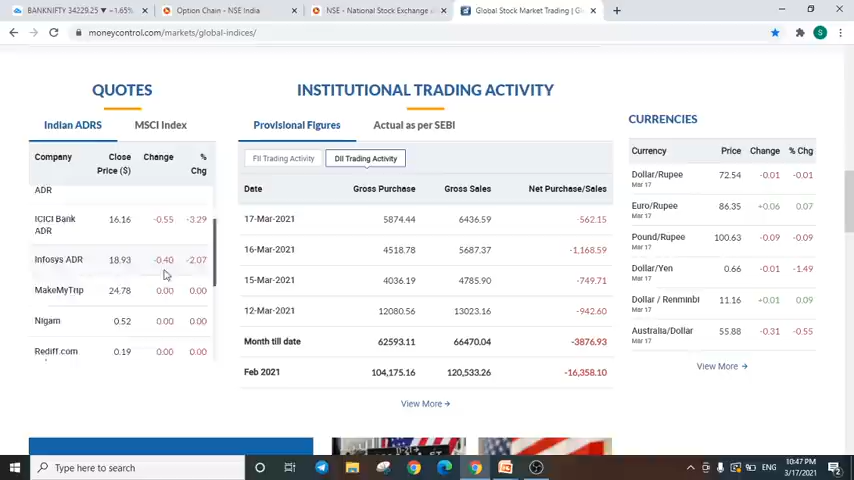 BANKNIFTY 34229.25 ▼ -1.65%
Option Chain - NSE India
NSE - National Stock Exchange
Global Stock Market Trading | Gl
moneycontrol.com/markets/global-indices/
QUOTES
Indian ADRS MSCI Index
Company Close Price ($) Change % Chg
ADR
ICICI Bank ADR 16.16 -0.55 -3.29
Infosys ADR 18.93 -0.40 -2.07
MakeMyTrip 24.78 0.00 0.00
Nigam 0.52 0.00 0.00
Rediff.com 0.19 0.00 0.00
INSTITUTIONAL TRADING ACTIVITY
Provisional Figures Actual as per SEBI
FII Trading Activity DII Trading Activity
Date Gross Purchase Gross Sales Net Purchase/Sales
17-Mar-2021 5874.44 6436.59 -562.15
16-Mar-2021 4518.78 5687.37 -1,168.59
15-Mar-2021 4036.19 4785.90 -749.71
12-Mar-2021 12080.56 13023.16 -942.60
Month till date 62593.11 66470.04 -3876.93
Feb 2021 104,175.16 120,533.26 -16,358.10
View More →
CURRENCIES
Currency Price Change % Chg
Dollar/Rupee 72.54 -0.01 -0.01
Mar 17
Euro/Rupee 86.35 +0.06 0.07
Mar 17
Pound/Rupee 100.63 -0.09 -0.09
Mar 17
Dollar/Yen 0.66 -0.01 -1.49
Mar 17
Dollar / Renminbi 11.16 +0.01 0.09
Mar 17
Australia/Dollar 55.88 -0.31 -0.55
Mar 17
View More →
Type here to search
ENG
10:47 PM
3/17/2021
2